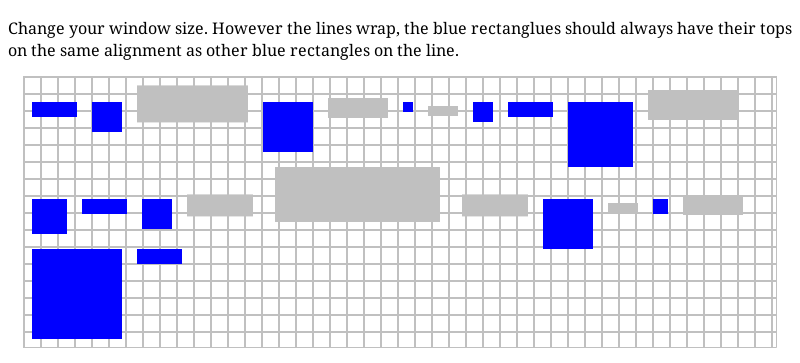 Change your window size. However the lines wrap, the blue rectanglues should always have their tops
on the same alignment as other blue rectangles on the line.